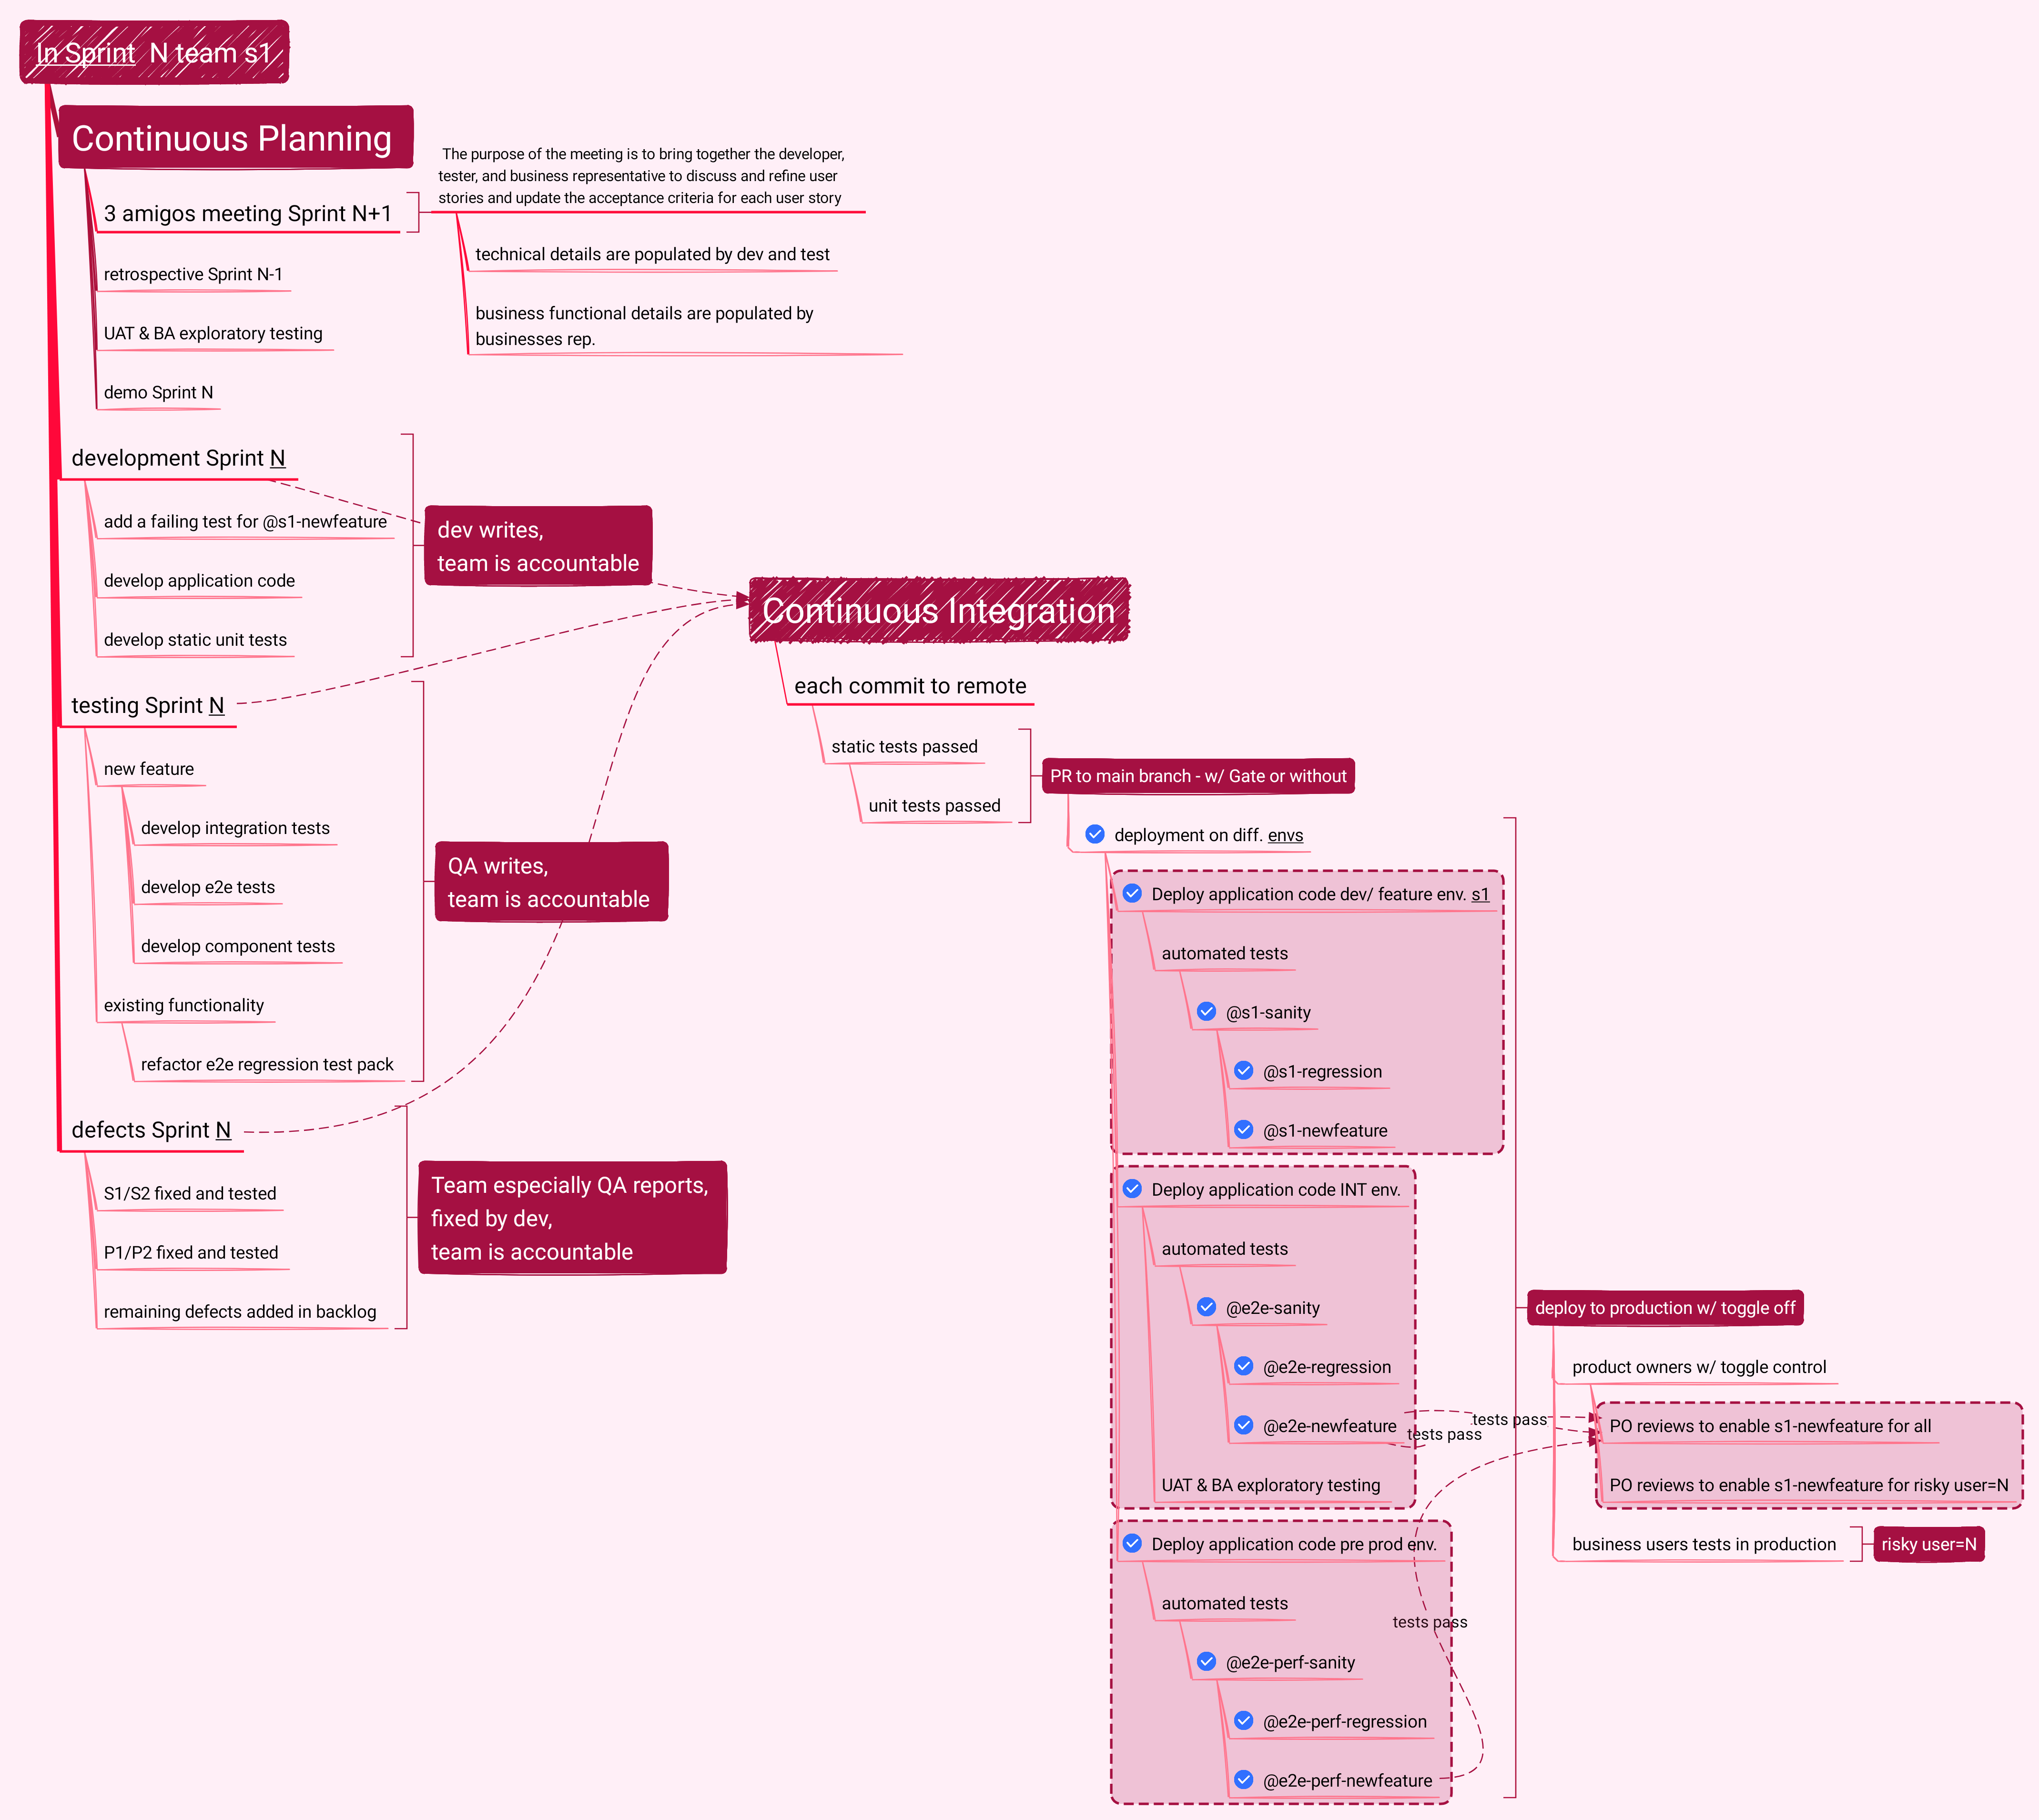 In Sprint  N team s1
Continuous Planning
3 amigos meeting Sprint N+1
The purpose of the meeting is to bring together the developer,
tester, and business representative to discuss and refine user
stories and update the acceptance criteria for each user story
technical details are populated by dev and test
business functional details are populated by
businesses rep.
retrospective Sprint N-1
UAT & BA exploratory testing
demo Sprint N
development Sprint N
add a failing test for @s1-newfeature
develop application code
develop static unit tests
dev writes,
team is accountable
testing Sprint N
new feature
develop integration tests
develop e2e tests
develop component tests
existing functionality
refactor e2e regression test pack
QA writes,
team is accountable
defects Sprint N
S1/S2 fixed and tested
P1/P2 fixed and tested
remaining defects added in backlog
Team especially QA reports,
fixed by dev,
team is accountable
Continuous Integration
each commit to remote
static tests passed
unit tests passed
PR to main branch - w/ Gate or without
deployment on diff. envs
Deploy application code dev/ feature env. s1
automated tests
@s1-sanity
@s1-regression
@s1-newfeature
Deploy application code INT env.
automated tests
@e2e-sanity
@e2e-regression
@e2e-newfeature
UAT & BA exploratory testing
Deploy application code pre prod env.
automated tests
@e2e-perf-sanity
@e2e-perf-regression
@e2e-perf-newfeature
tests pass
tests pass
tests pass
deploy to production w/ toggle off
product owners w/ toggle control
PO reviews to enable s1-newfeature for all
PO reviews to enable s1-newfeature for risky user=N
business users tests in production
risky user=N